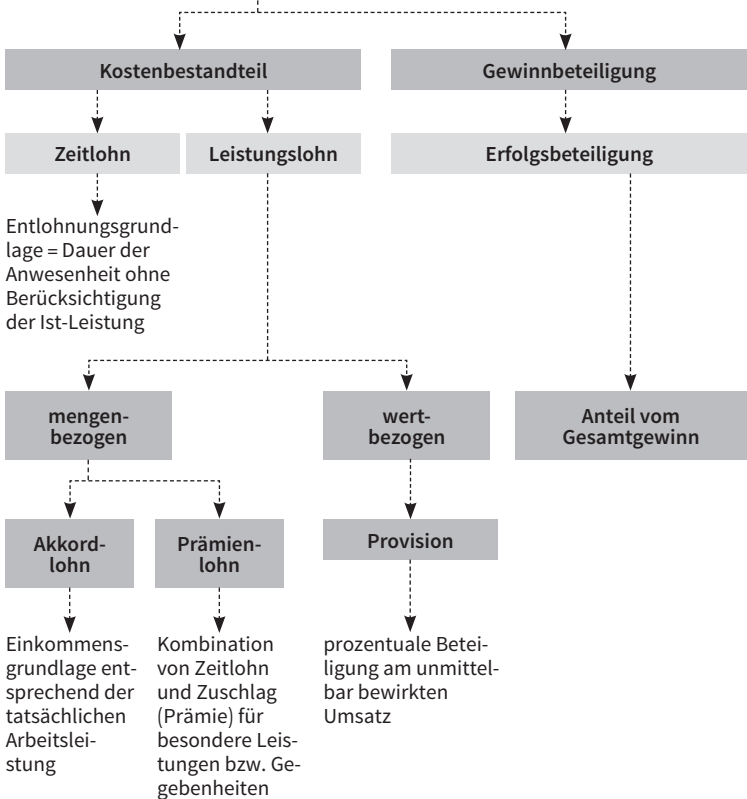 Kostenbestandteil
Gewinnbeteiligung
Zeitlohn
Leistungslohn
Erfolgsbeteiligung
Entlohnungsgrund-
lage = Dauer der
Anwesenheit ohne
Berücksichtigung
der Ist-Leistung
mengen-
bezogen
wert-
bezogen
Anteil vom
Gesamtgewinn
Akkord-
lohn
Prämien-
lohn
Provision
Einkommens-
grundlage ent-
sprechend der
tatsächlichen
Arbeitslei-
stung
Kombination
von Zeitlohn
und Zuschlag
(Prämie) für
besondere Leis-
tungen bzw. Ge-
gebenheiten
prozentuale Betei-
ligung am unmittel-
bar bewirkten
Umsatz